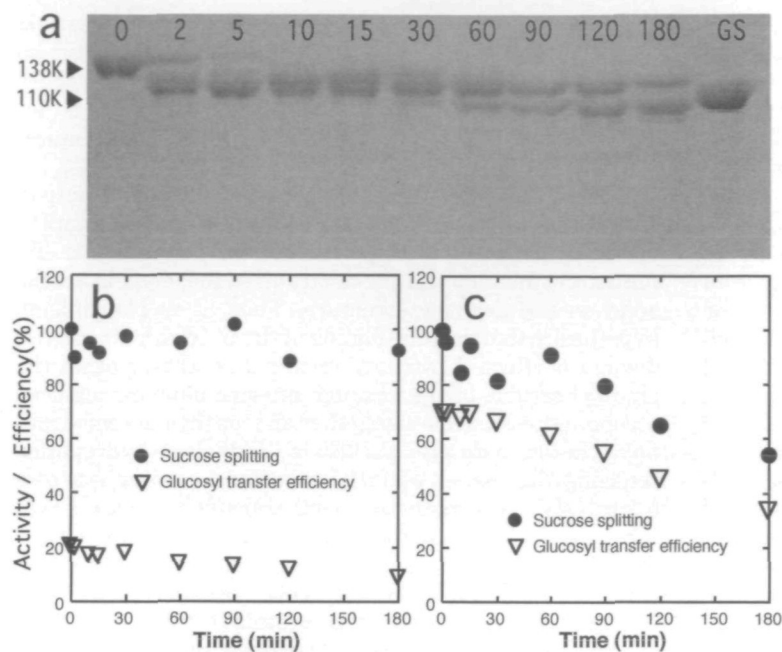 a
0 2 5 10 15 30 60 90 120 180 GS
138K
110K
b
c
120
100
80
60
40
20
0
Activity / Efficiency(%)
Sucrose splitting
Glucosyl transfer efficiency
0 30 60 90 120 150 180
Time (min)
120
100
80
60
40
20
0
Sucrose splitting
Glucosyl transfer efficiency
0 30 60 90 120 150 180
Time (min)